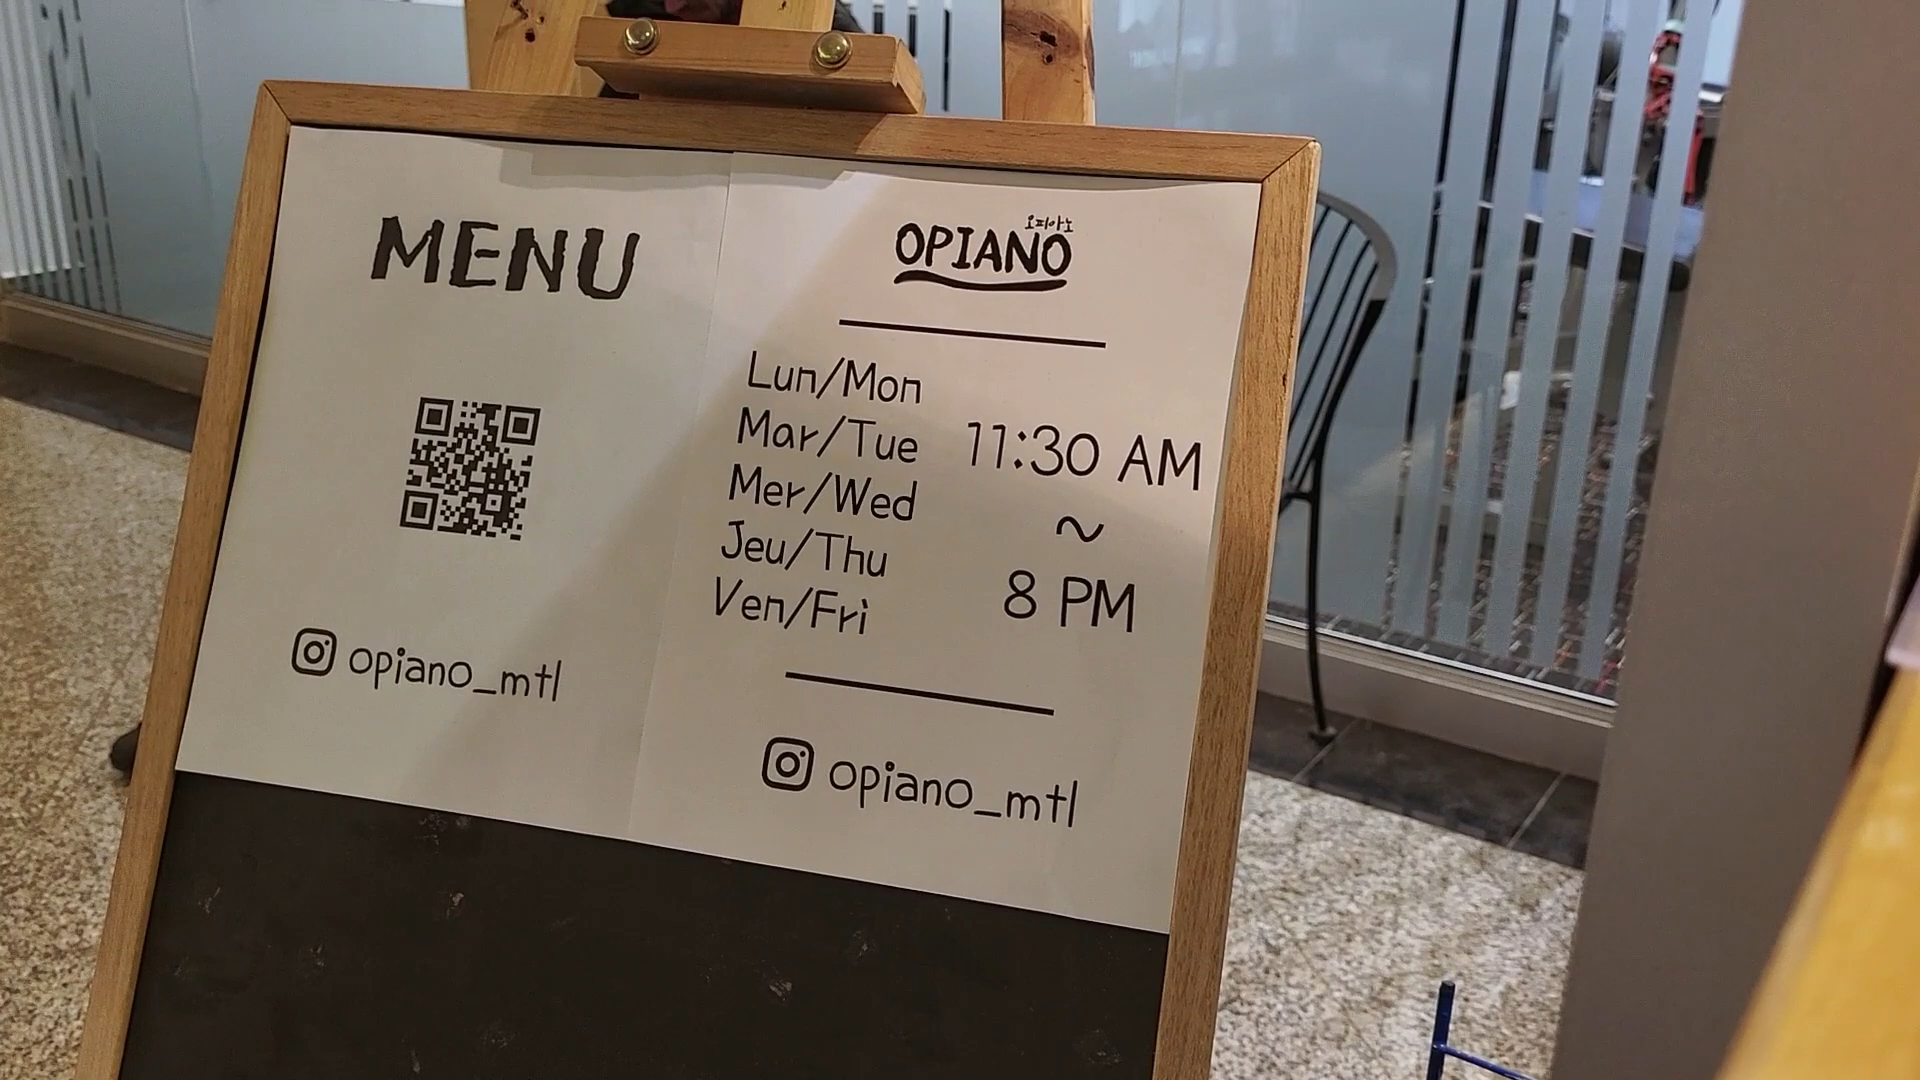 MENU
opiano_mtl
오피아노
OPIANO
Lun/Mon
Mar/Tue
Mer/Wed
Jeu/Thu
Ven/Fri
11:30 AM
~
8 PM
opiano_mtl